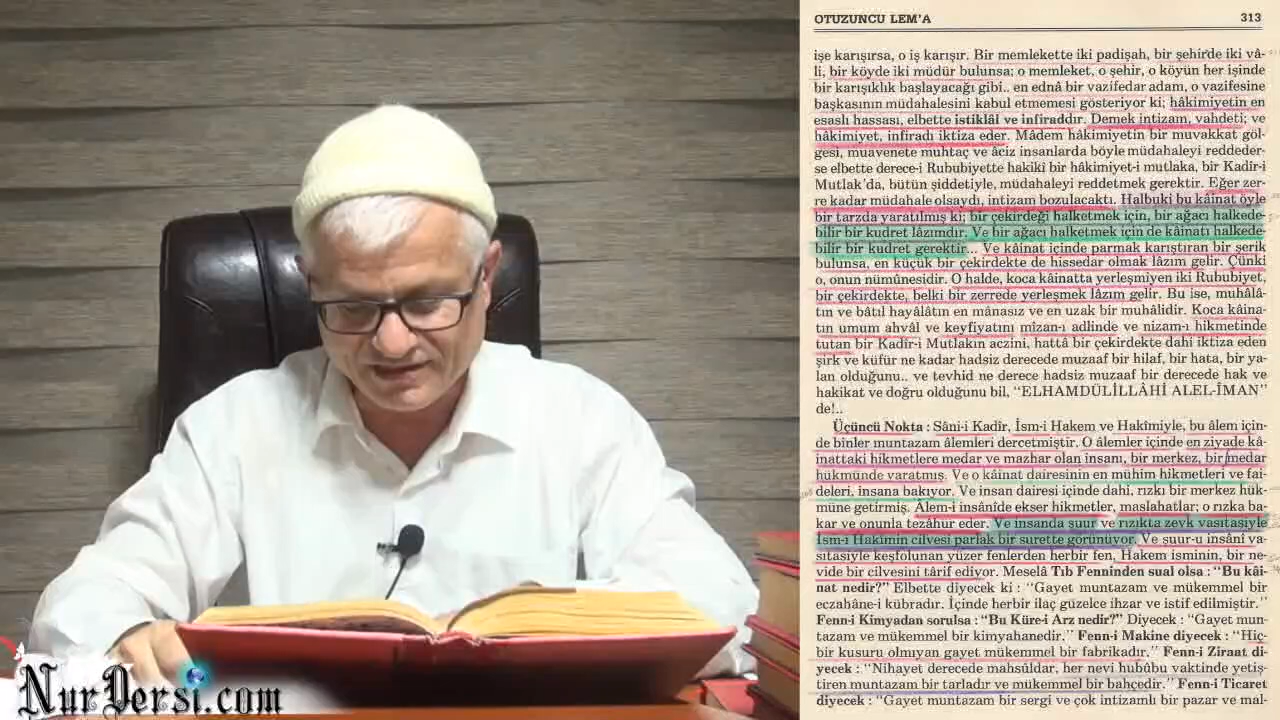 OTUZUNCU LEM'A 313
işe karışırsa, o iş karışır. Bir memlekette iki padişah, bir şehirde iki vâ-
li, bir köyde iki müdür bulunsa; o memleket, o şehir, o köyün her işinde
bir karışıklık başlayacağı gibi.. en ednâ bir vazifedar adam, o vazifesine
başkasının müdahalesini kabul etmemesi gösteriyor ki; hâkimiyetin en
esaslı hassası, elbette istiklâl ve infiraddır. Demek intizam, vahdeti; ve
hâkimiyet, infiradı iktiza eder. Mâdem hâkimiyetin bir muvakkat göl-
gesi, muavenete muhtaç ve âciz insanlarda böyle müdahaleyi reddeder-
se elbette derece-i Rububiyette hakikî bir hâkimiyet-i mutlaka, bir Kadîr-i
Mutlak'da, bütün şiddetiyle, müdahaleyi reddetmek gerektir. Eğer zer-
re kadar müdahale olsaydı, intizam bozulacaktı. Halbuki bu kâinat öyle
bir tarzda yaratılmış ki; bir çekirdeği halketmek için, bir ağacı halkede-
bilir bir kudret lâzımdır. Ve bir ağacı halketmek için de kâinatı halkede-
bilir bir kudret gerektir... Ve kâinat içinde parmak karıştıran bir şerik
bulunsa, en küçük bir çekirdekte de hissedar olmak lâzım gelir. Çünki
o, onun nümûnesidir. O halde, koca kâinatta yerleşmiyen iki Rububiyet,
bir çekirdekte, belki bir zerrede yerleşmek lâzım gelir. Bu ise, muhâlâ-
tın ve bâtıl hayâlâtın en mânasız ve en uzak bir muhâlidir. Koca kâina-
tın umum ahvâl ve keyfiyatını mîzan-ı adlinde ve nizam-ı hikmetinde
tutan bir Kadîr-i Mutlakın aczini, hattâ bir çekirdekte dahi iktiza eden
şirk ve küfür ne kadar hadsiz derecede muzaaf bir hilaf, bir hata, bir ya-
lan olduğunu.. ve tevhid ne derece hadsiz muzaaf bir derecede hak ve
hakikat ve doğru olduğunu bil, "ELHAMDÜLİLLÂHİ ALEL-ÎMAN"
de!..
Üçüncü Nokta : Sâni-i Kadîr, İsm-i Hakem ve Hakîmiyle, bu âlem için-
de binler muntazam âlemleri dercetmiştir. O âlemler içinde en ziyade kâ-
inattaki hikmetlere medar ve mazhar olan insanı, bir merkez, bir medar
hükmünde yaratmış. Ve o kâinat dairesinin en mühim hikmetleri ve fai-
deleri, insana bakıyor. Ve insan dairesi içinde dahi, rızkı bir merkez hük-
müne getirmiş. Âlem-i insânîde ekser hikmetler, maslahatlar; o rızka ba-
kar ve onunla tezâhur eder. Ve insanda şuur ve rızıkta zevk vasıtasiyle
İsm-i Hakîmin cilvesi parlak bir surette görünüyor. Ve şuur-u insânî va-
sıtasiyle keşfolunan yüzer fenlerden herbir fen, Hakem isminin, bir ne-
vide bir cilvesini târif ediyor. Meselâ Tıb Fenninden sual olsa : "Bu kâi-
nat nedir?" Elbette diyecek ki : "Gayet muntazam ve mükemmel bir
eczahâne-i kübradır. İçinde herbir ilaç güzelce ihzar ve istif edilmiştir."
Fenn-i Kimyadan sorulsa : "Bu Küre-i Arz nedir?" Diyecek : "Gayet mun-
tazam ve mükemmel bir kimyahanedir." Fenn-i Makine diyecek : "Hiç-
bir kusuru olmıyan gayet mükemmel bir fabrikadır." Fenn-i Ziraat di-
yecek : "Nihayet derecede mahsüldar, her nevi hubûbu vaktinde yetiş-
tiren muntazam bir tarladır ve mükemmel bir bahçedir." Fenn-i Ticaret
diyecek : "Gayet muntazam bir sergi ve çok intizamlı bir pazar ve mal-
NurDersi.com